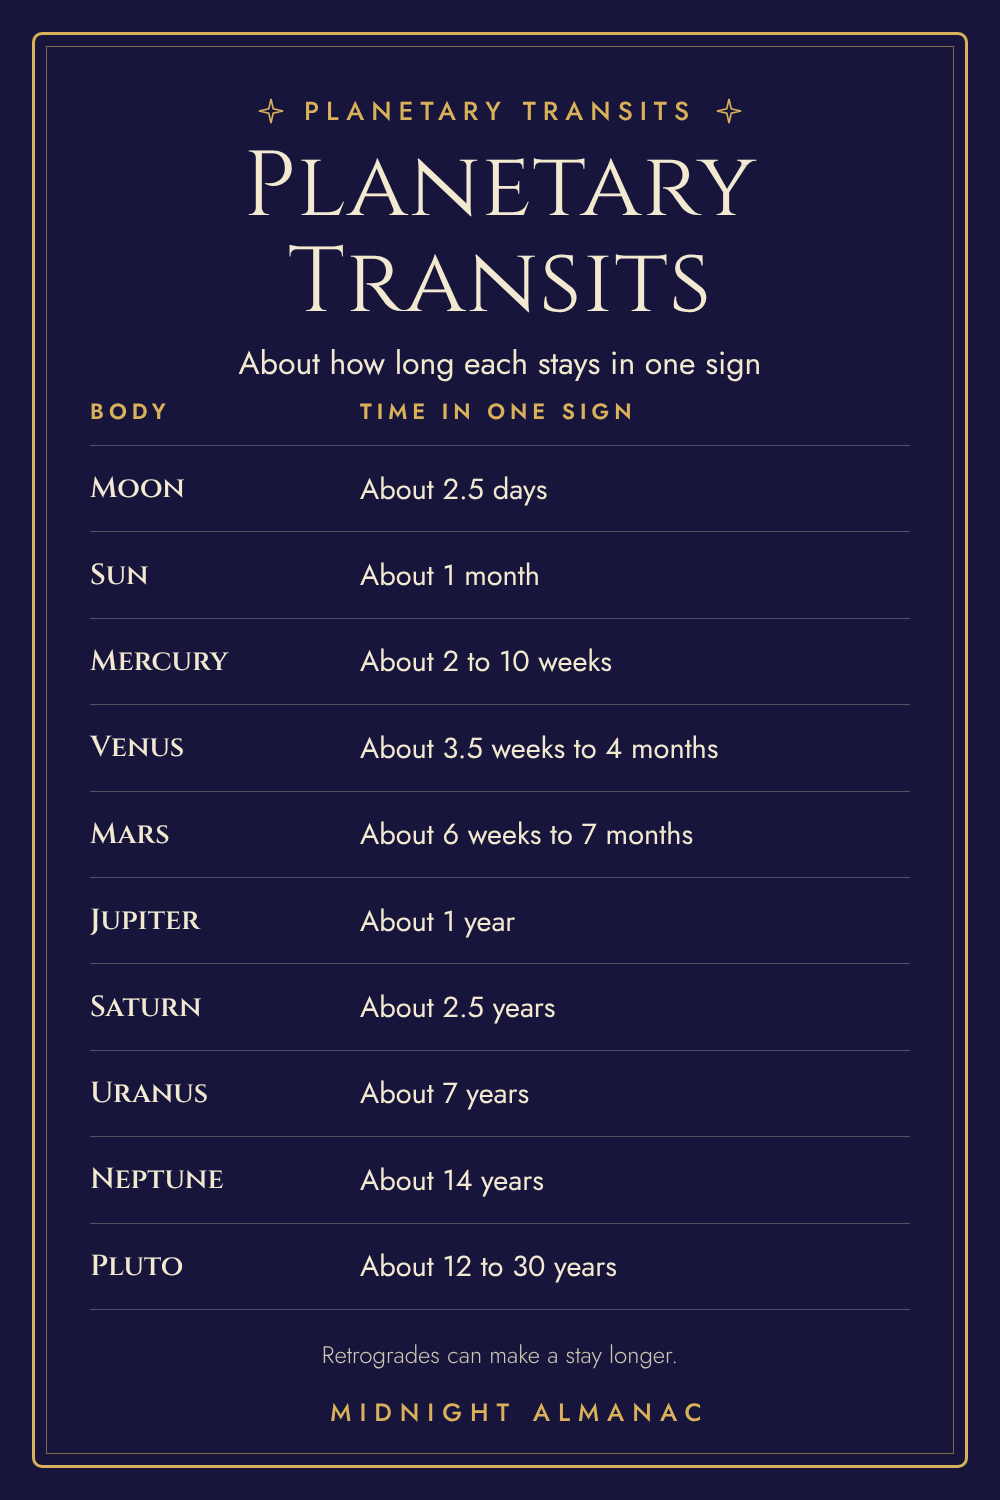 PLANETARY TRANSITS
Planetary
Transits
About how long each stays in one sign
BODY TIME IN ONE SIGN
Moon About 2.5 days
Sun About 1 month
Mercury About 2 to 10 weeks
Venus About 3.5 weeks to 4 months
Mars About 6 weeks to 7 months
Jupiter About 1 year
Saturn About 2.5 years
Uranus About 7 years
Neptune About 14 years
Pluto About 12 to 30 years
Retrogrades can make a stay longer.
MIDNIGHT ALMANAC